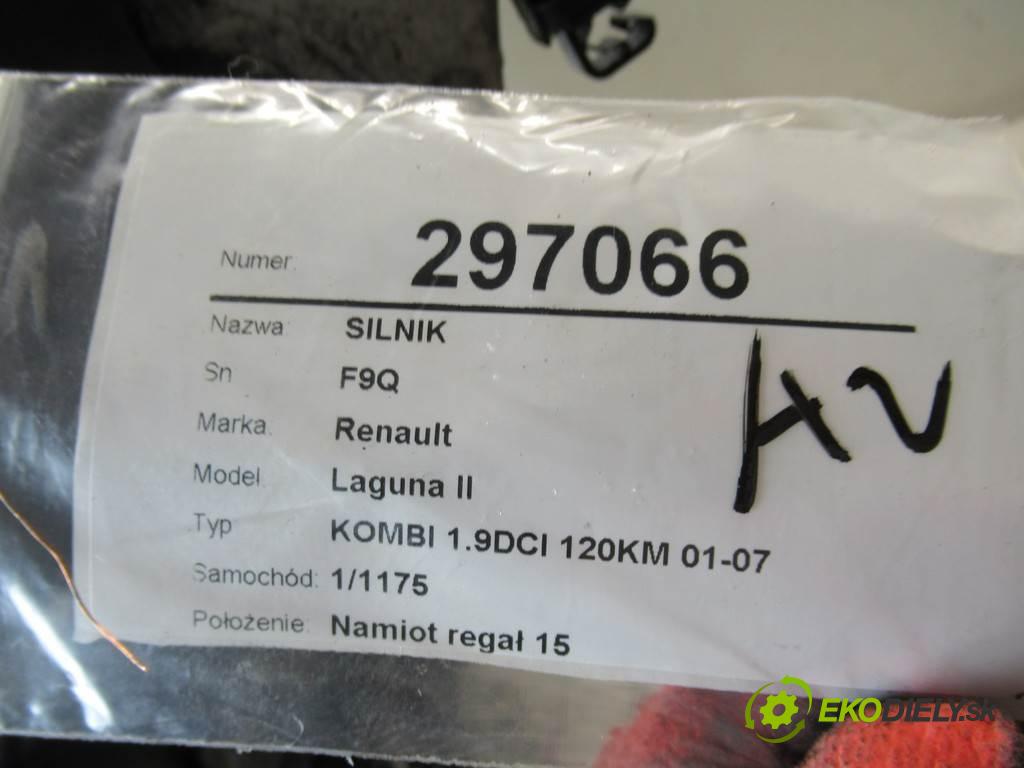 Numer: 297066
Nazwa: SILNIK
Sn F9Q
Marka: Renault
Model: Laguna II
Typ KOMBI 1.9DCI 120KM 01-07
Samochód: 1/1175
Położenie: Namiot regał 15
EKODIELY.SK